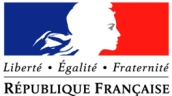 Liberté • Égalité • Fraternité
RÉPUBLIQUE FRANÇAISE